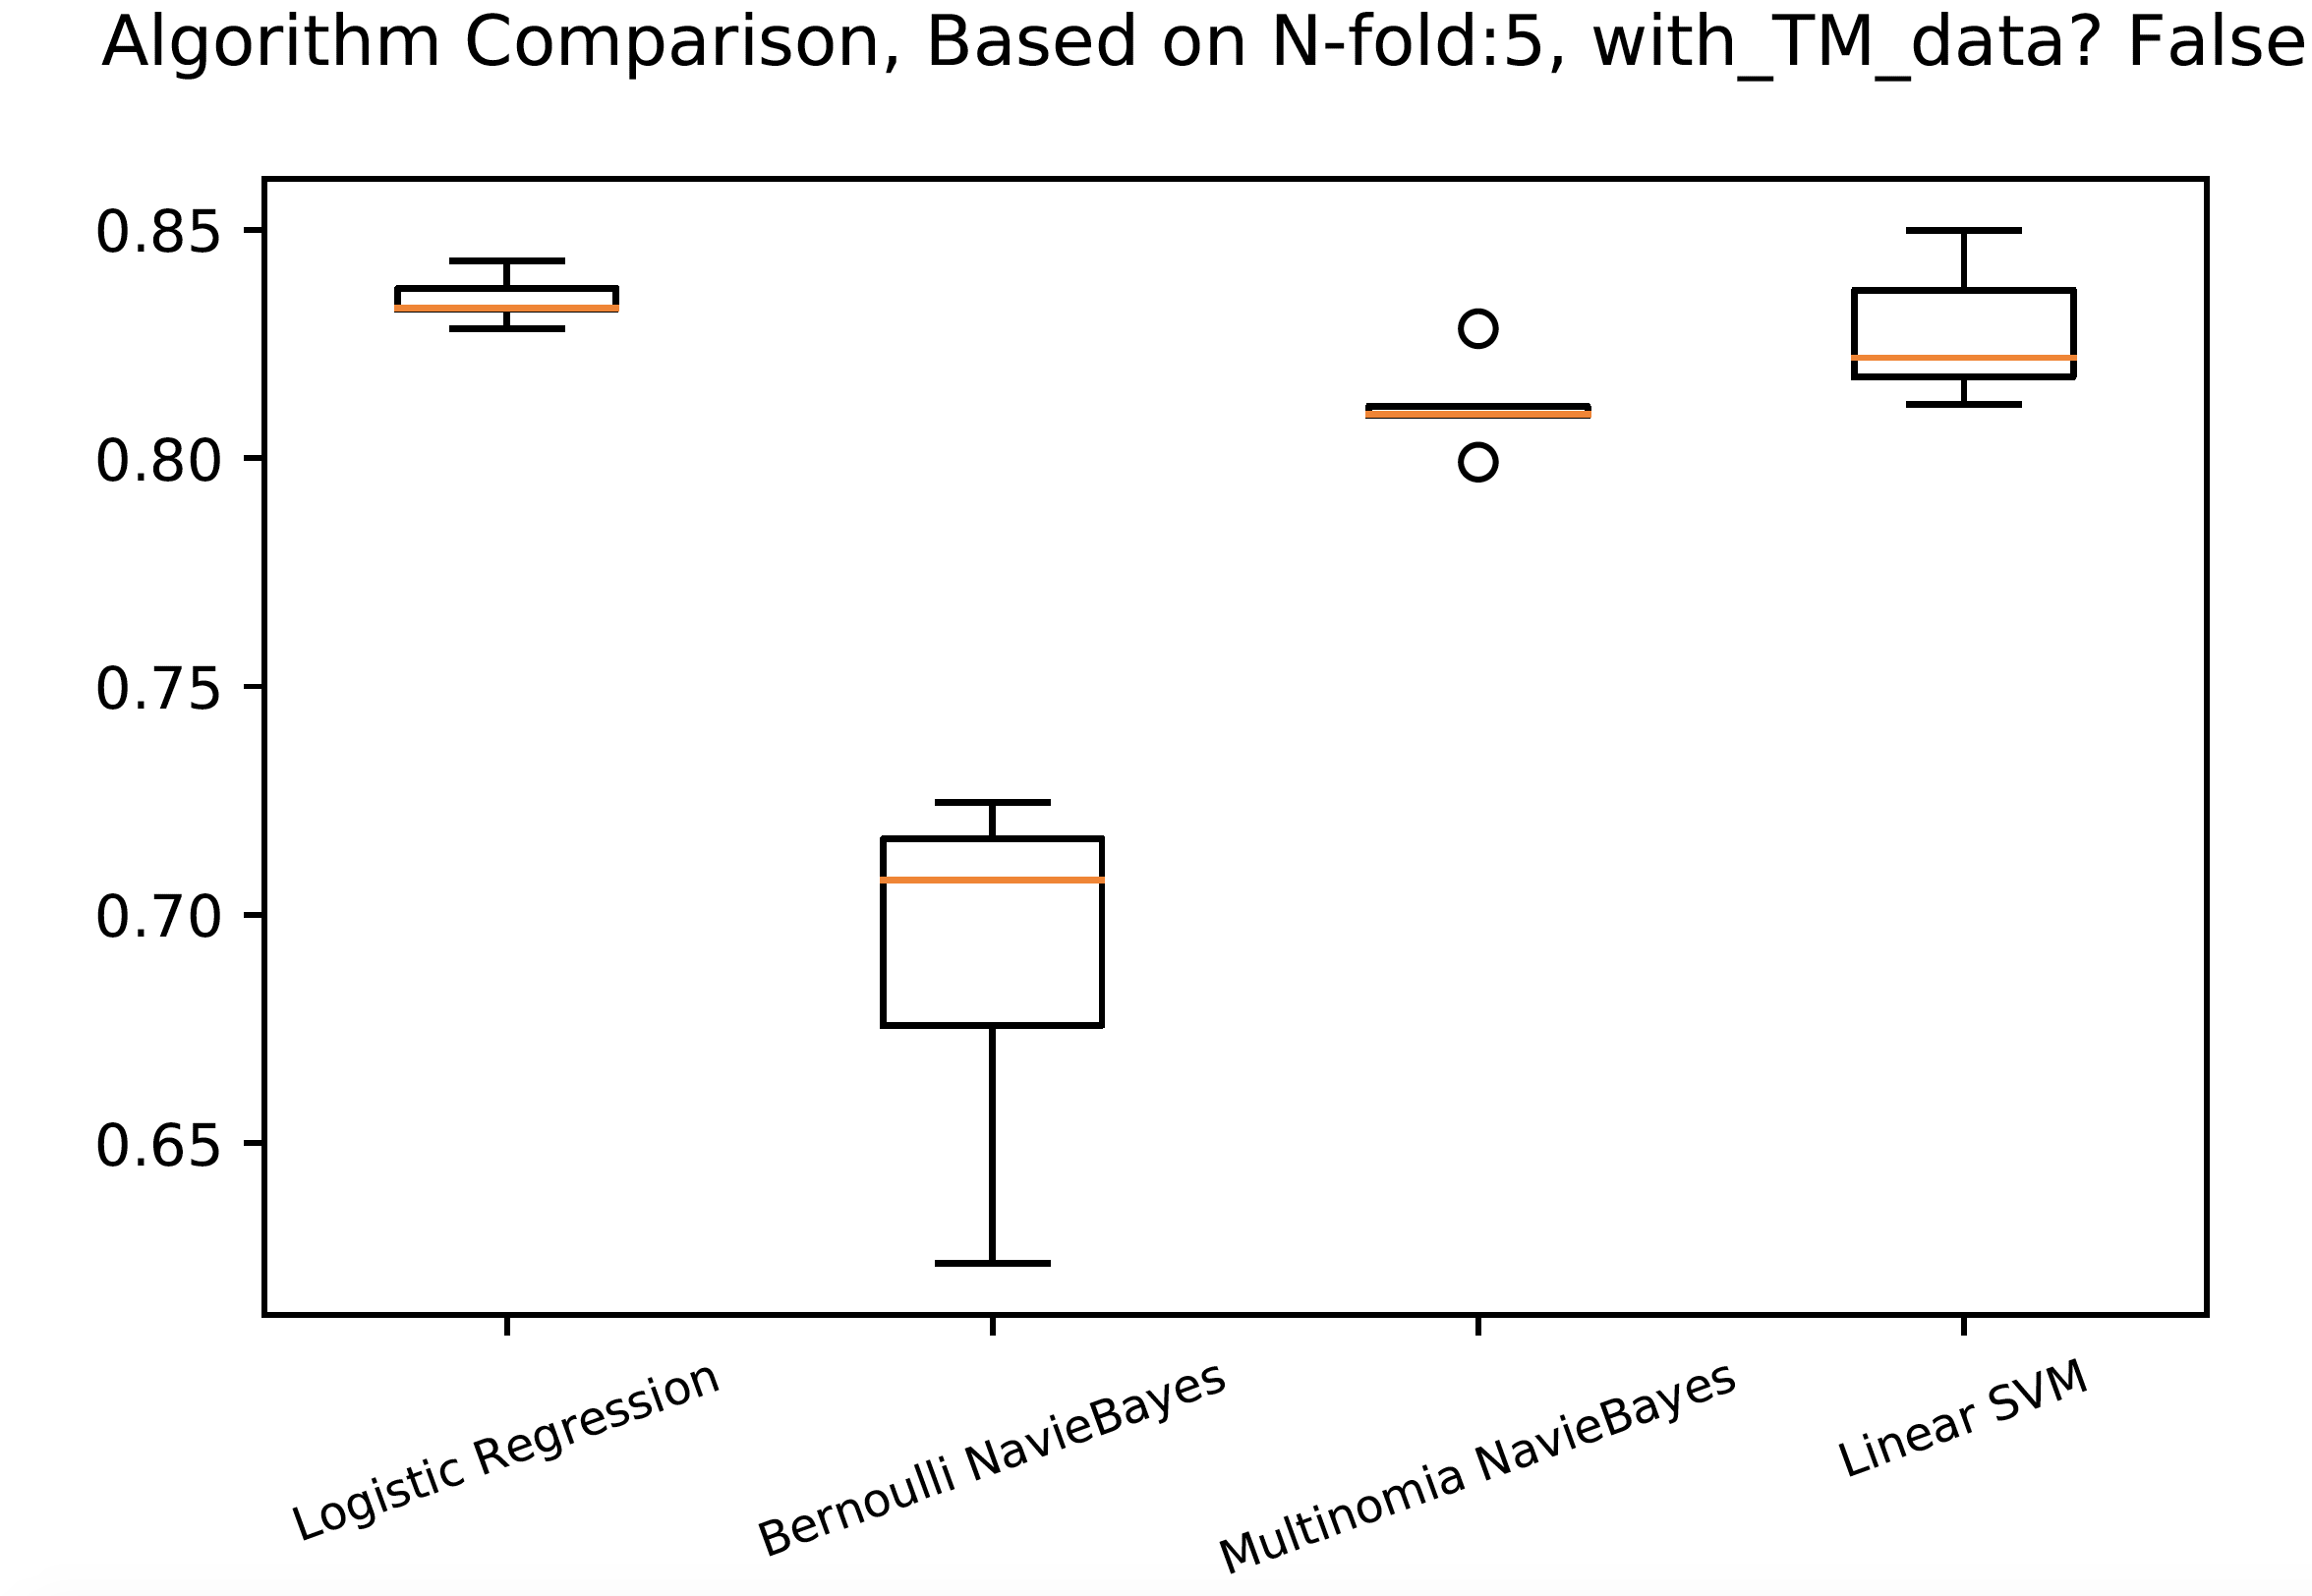 Algorithm Comparison, Based on N-fold:5, with_TM_data? False
0.85
0.80
0.75
0.70
0.65
Logistic Regression
Bernoulli NavieBayes
Multinomia NavieBayes
Linear SVM